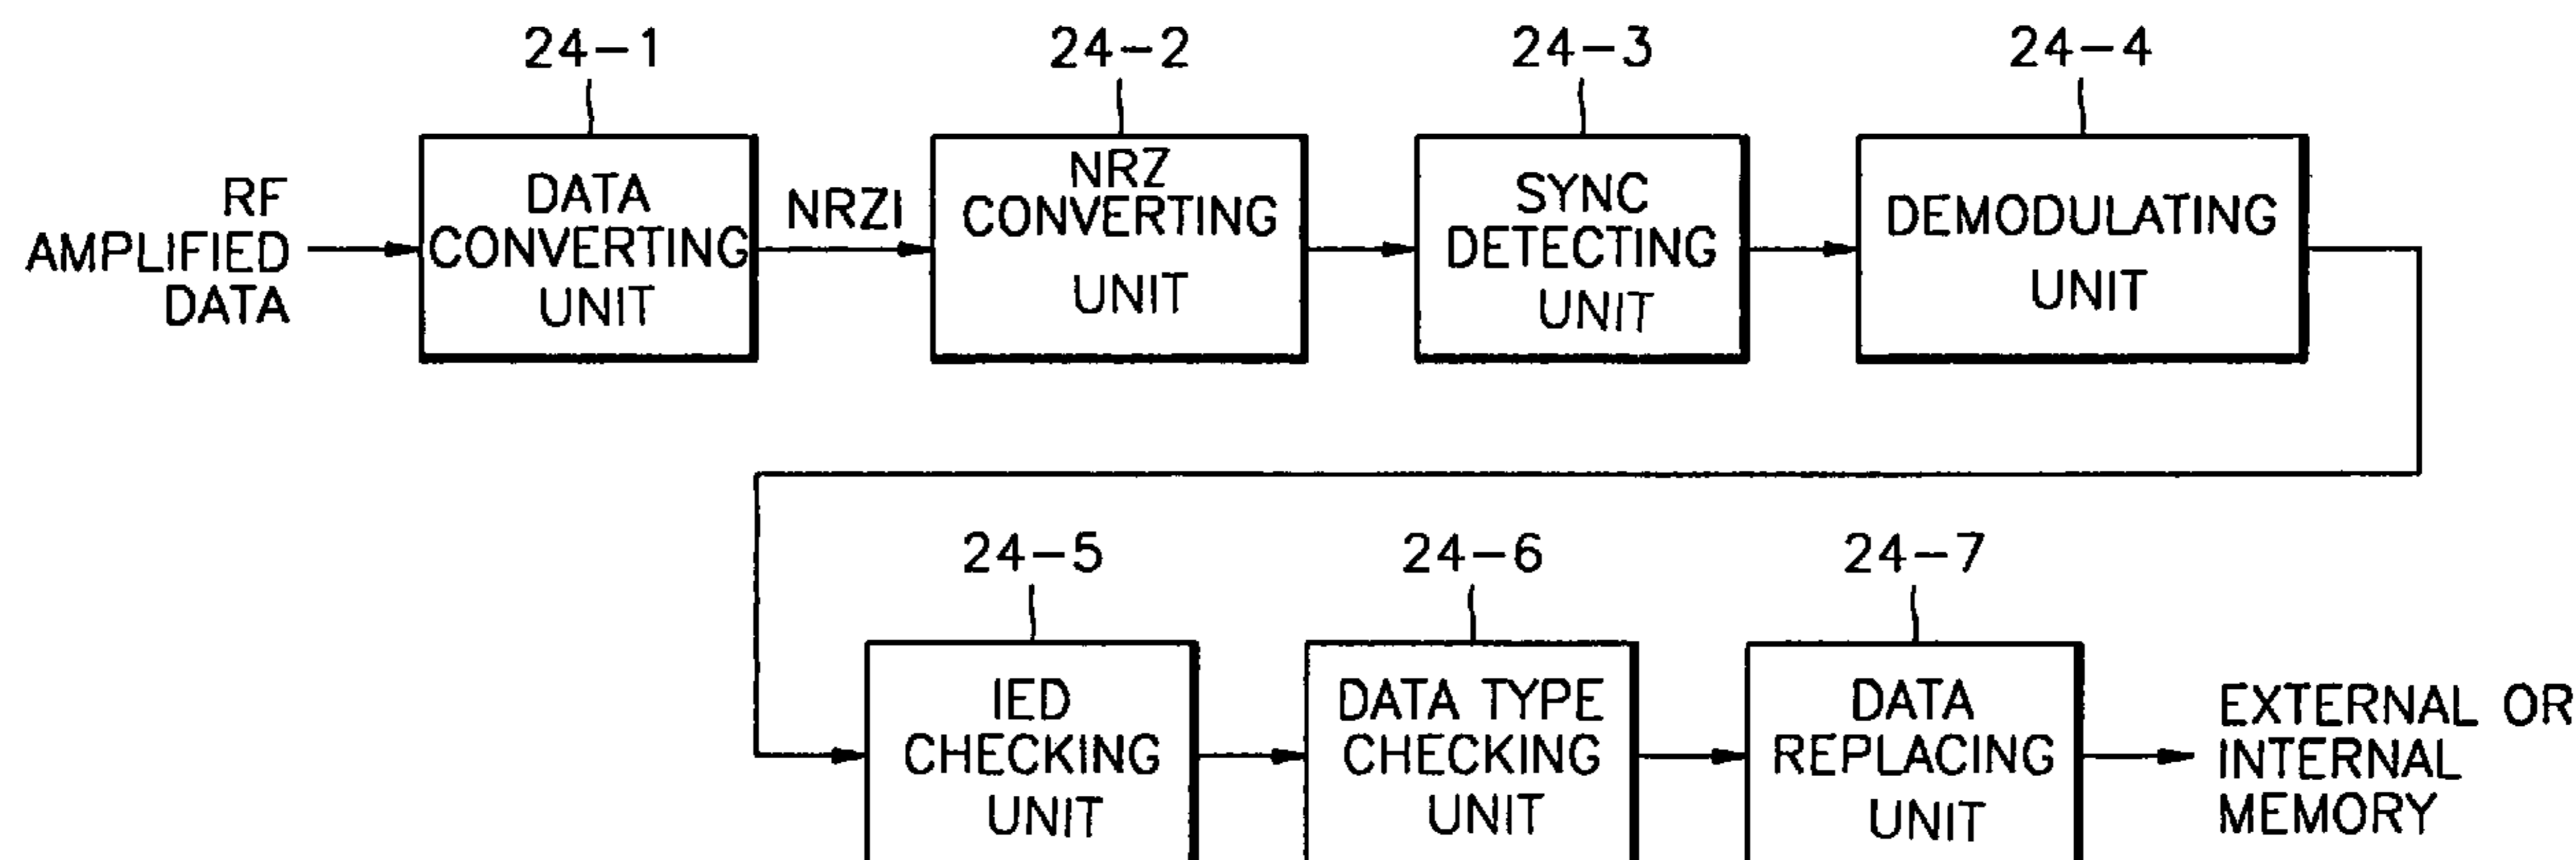 24-1
24-2
24-3
24-4
RF
AMPLIFIED
DATA
DATA
CONVERTING
UNIT
NRZI
NRZ
CONVERTING
UNIT
SYNC
DETECTING
UNIT
DEMODULATING
UNIT
24-5
24-6
24-7
IED
CHECKING
UNIT
DATA TYPE
CHECKING
UNIT
DATA
REPLACING
UNIT
EXTERNAL OR
INTERNAL
MEMORY